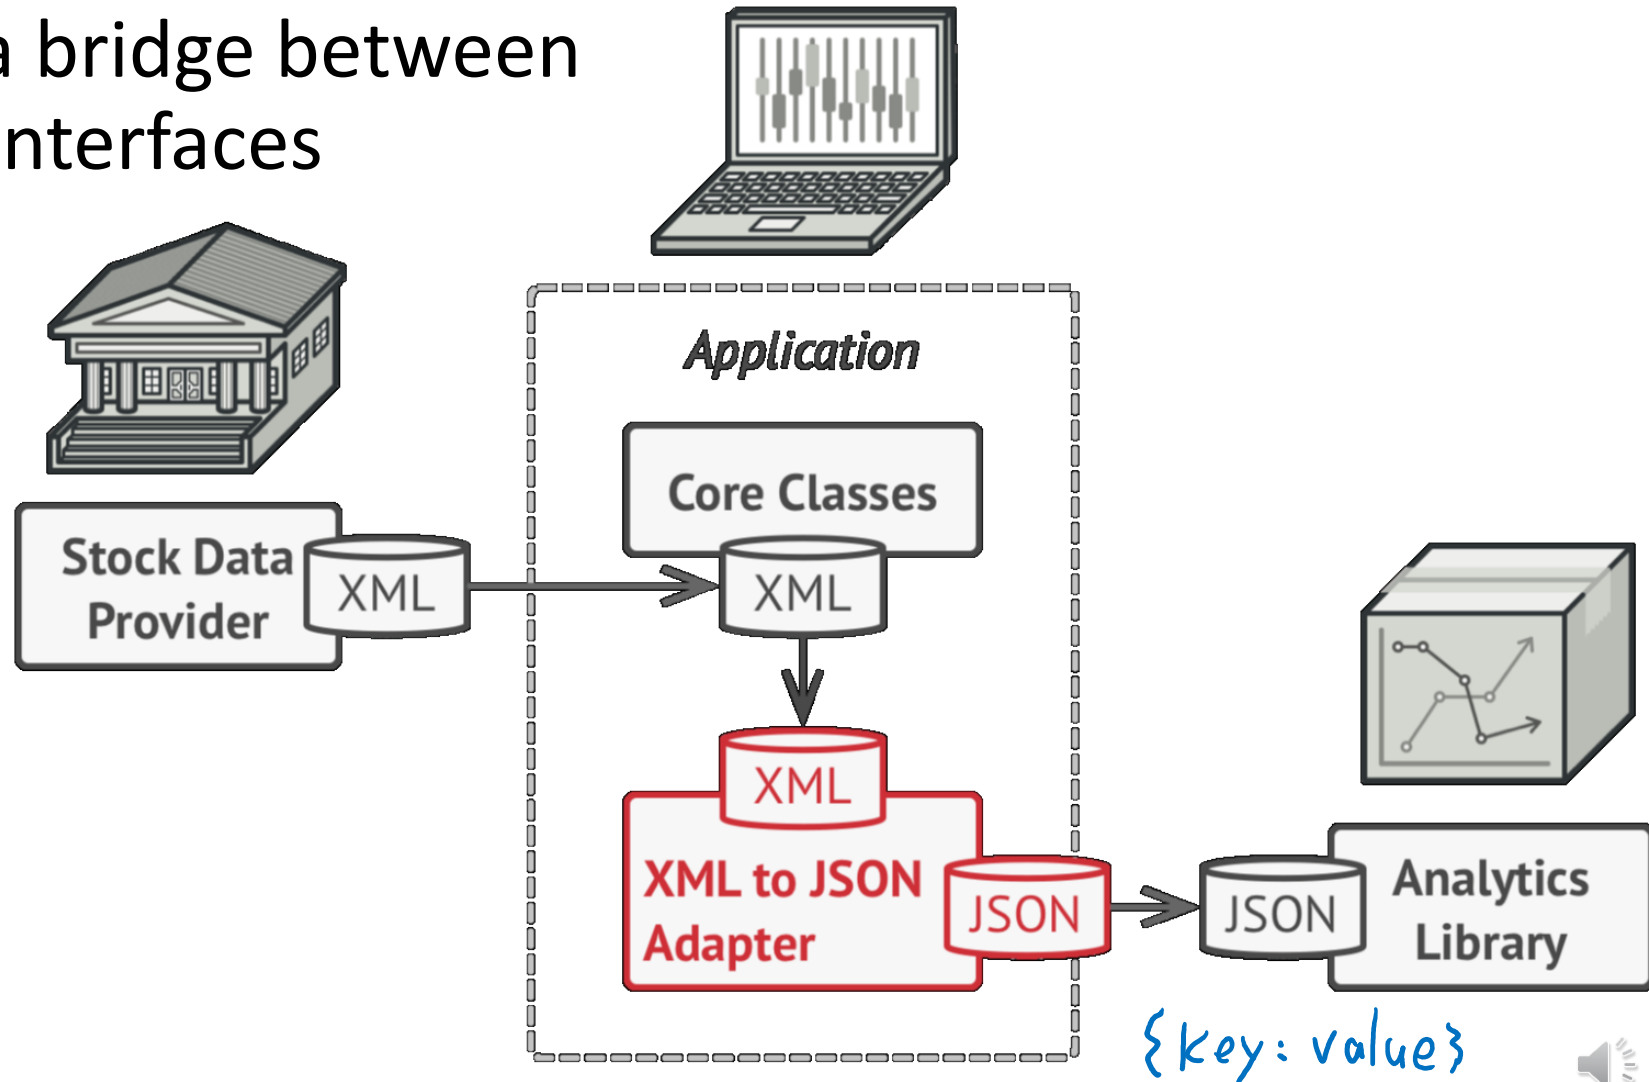 a bridge between
nterfaces
Application
Core Classes
Stock Data
Provider
XML
XML
XML
XML to JSON
Adapter
JSON
JSON
Analytics
Library
{key: value}